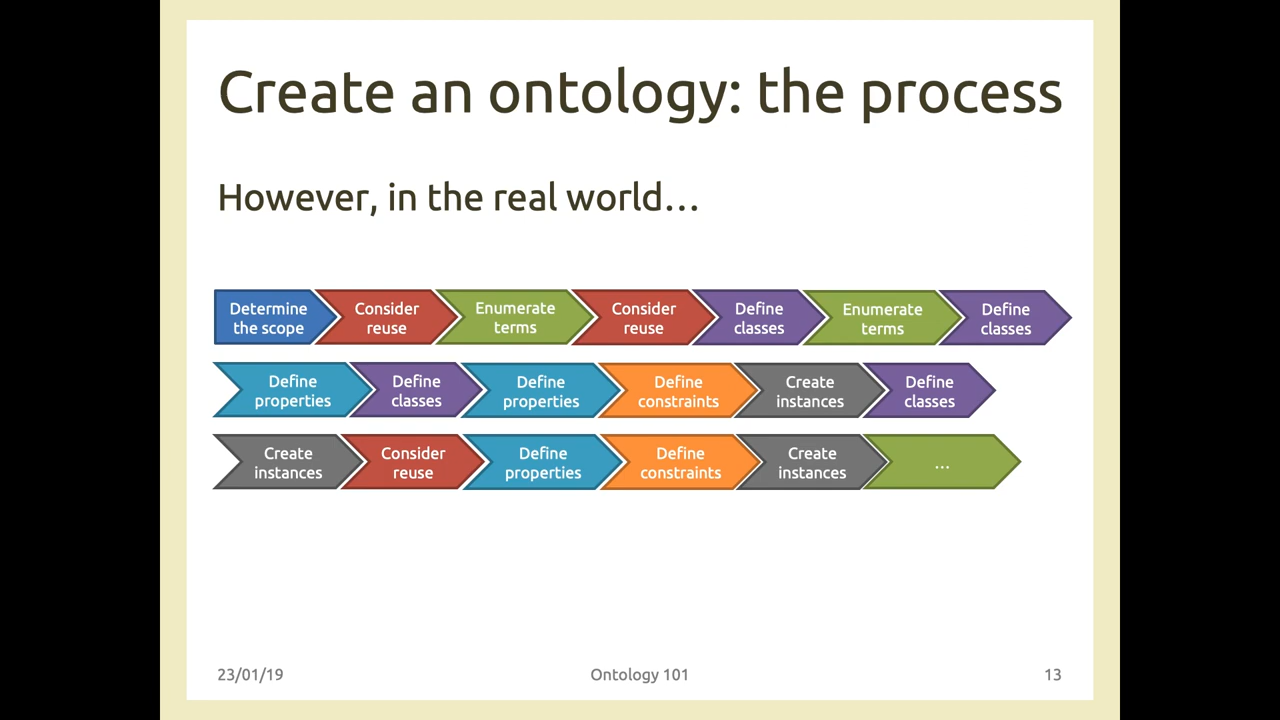 Create an ontology: the process
However, in the real world…
Determine
the scope
Consider
reuse
Enumerate
terms
Consider
reuse
Define
classes
Enumerate
terms
Define
classes
Define
properties
Define
classes
Define
properties
Define
constraints
Create
instances
Define
classes
Create
instances
Consider
reuse
Define
properties
Define
constraints
Create
instances
…
23/01/19
Ontology 101
13